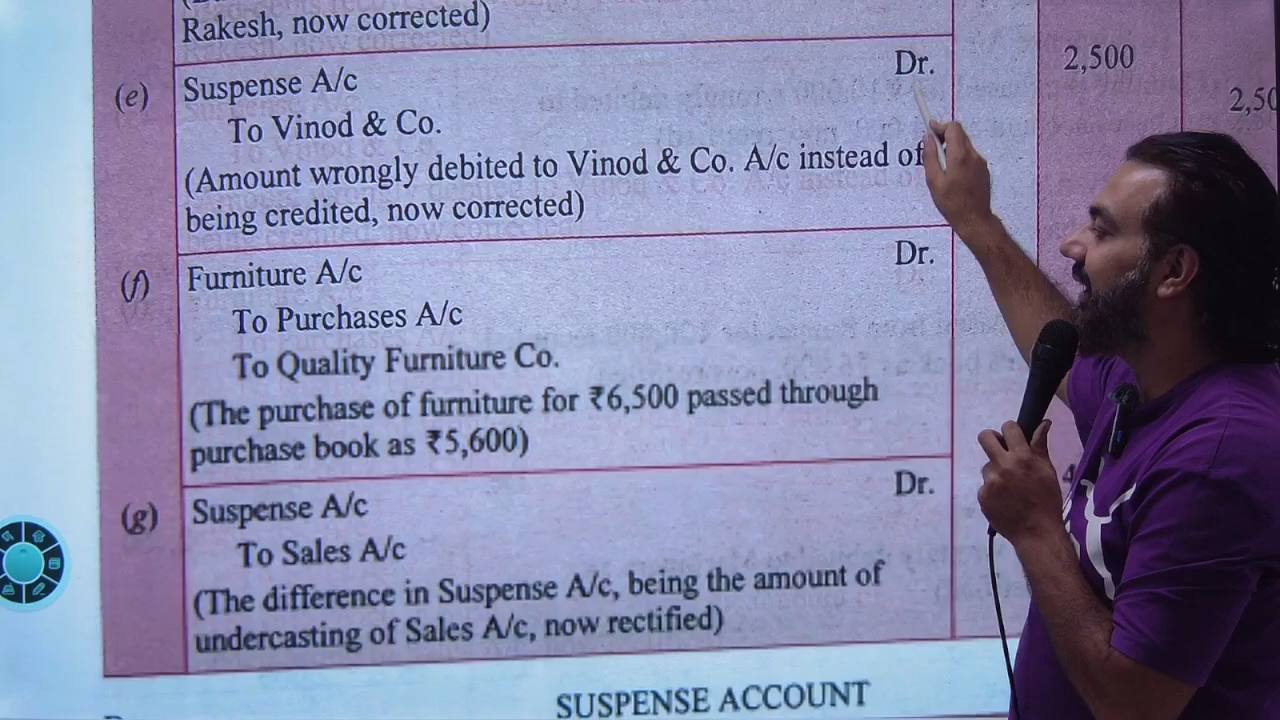 Rakesh, now corrected)
(e) Suspense A/c Dr. 2,500
To Vinod & Co. 2,50
(Amount wrongly debited to Vinod & Co. A/c instead of
being credited, now corrected)
(f) Furniture A/c Dr.
To Purchases A/c
To Quality Furniture Co.
(The purchase of furniture for ₹6,500 passed through
purchase book as ₹5,600)
(g) Suspense A/c Dr. 4
To Sales A/c
(The difference in Suspense A/c, being the amount of
undercasting of Sales A/c, now rectified)
SUSPENSE ACCOUNT